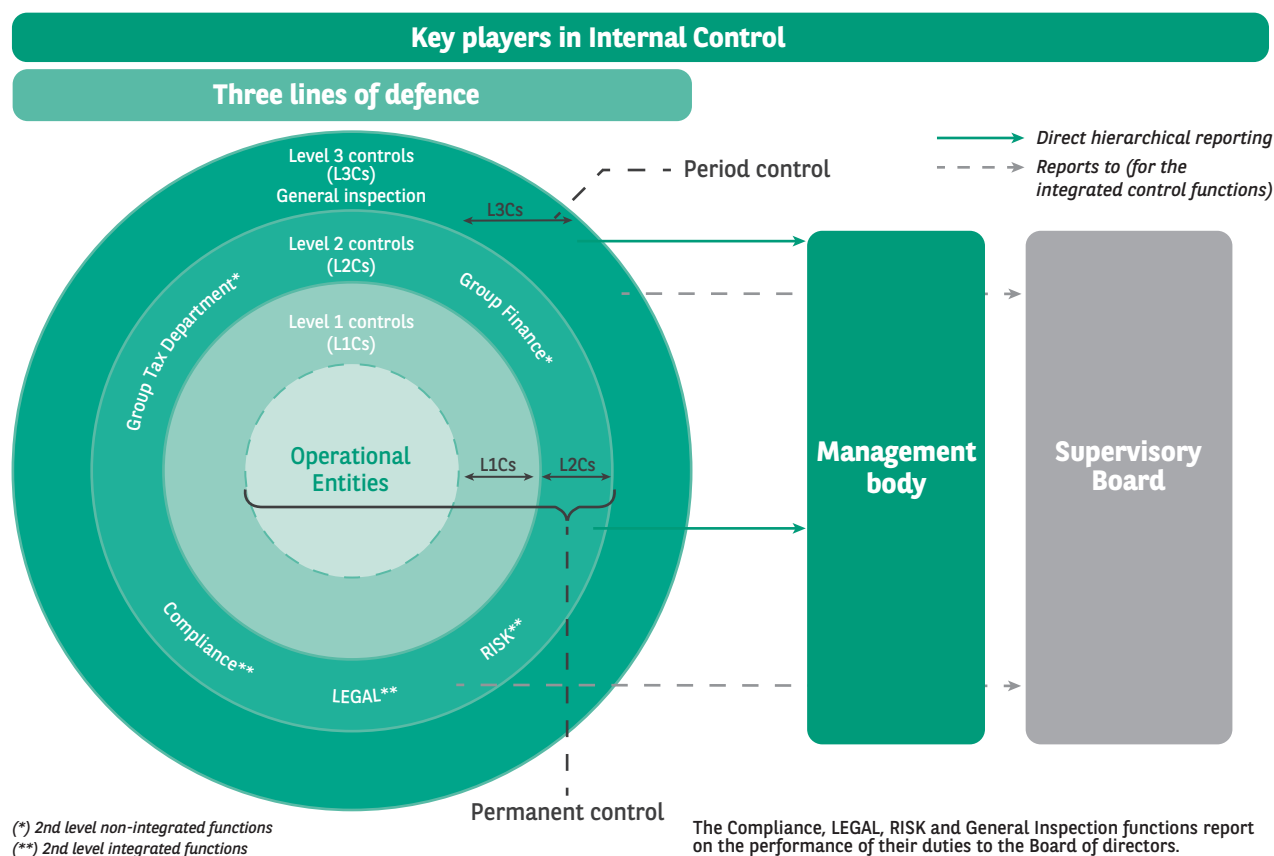 Key players in Internal Control
Three lines of defence
Direct hierarchical reporting
Reports to (for the
integrated control functions)
Level 3 controls
(L3Cs)
General inspection
Period control
L3Cs
Level 2 controls
(L2Cs)
Group Tax Department*
Group Finance*
Level 1 controls
(L1Cs)
Operational
Entities
L1Cs
L2Cs
Management
body
Supervisory
Board
Compliance**
LEGAL**
RISK**
Permanent control
(*) 2nd level non-integrated functions
(**) 2nd level integrated functions
The Compliance, LEGAL, RISK and General Inspection functions report
on the performance of their duties to the Board of directors.